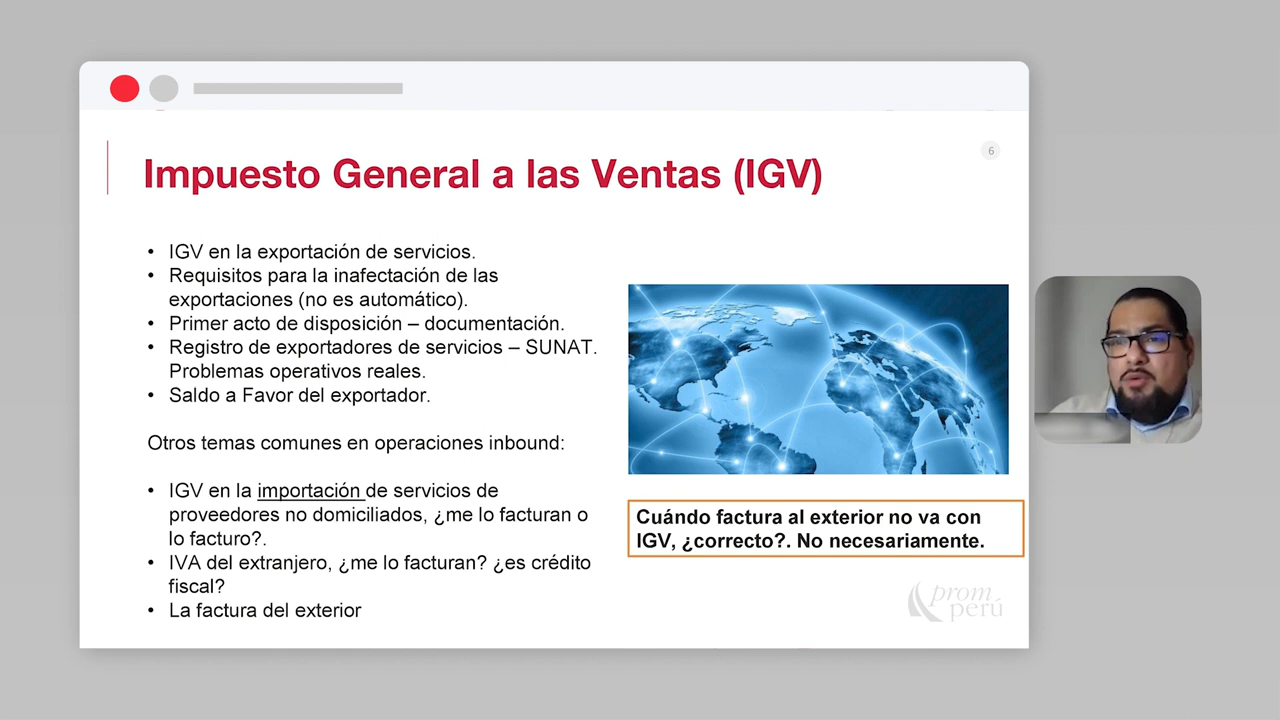 6
Impuesto General a las Ventas (IGV)
• IGV en la exportación de servicios.
• Requisitos para la inafectación de las
exportaciones (no es automático).
• Primer acto de disposición – documentación.
• Registro de exportadores de servicios – SUNAT.
Problemas operativos reales.
• Saldo a Favor del exportador.
Otros temas comunes en operaciones inbound:
• IGV en la importación de servicios de
proveedores no domiciliados, ¿me lo facturan o
lo facturo?.
• IVA del extranjero, ¿me lo facturan? ¿es crédito
fiscal?
• La factura del exterior
Cuándo factura al exterior no va con
IGV, ¿correcto?. No necesariamente.
prom
perú